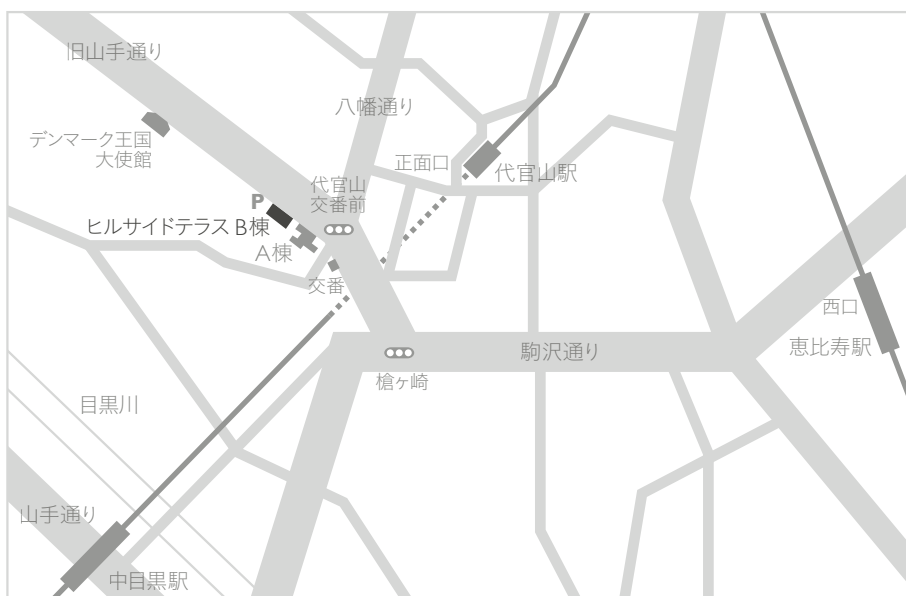 旧山手通り
八幡通り
デンマーク王国
大使館
正面口
代官山駅
代官山
交番前
P
ヒルサイドテラス B棟
A棟
交番
西口
恵比寿駅
駒沢通り
槍ヶ崎
目黒川
山手通り
中目黒駅